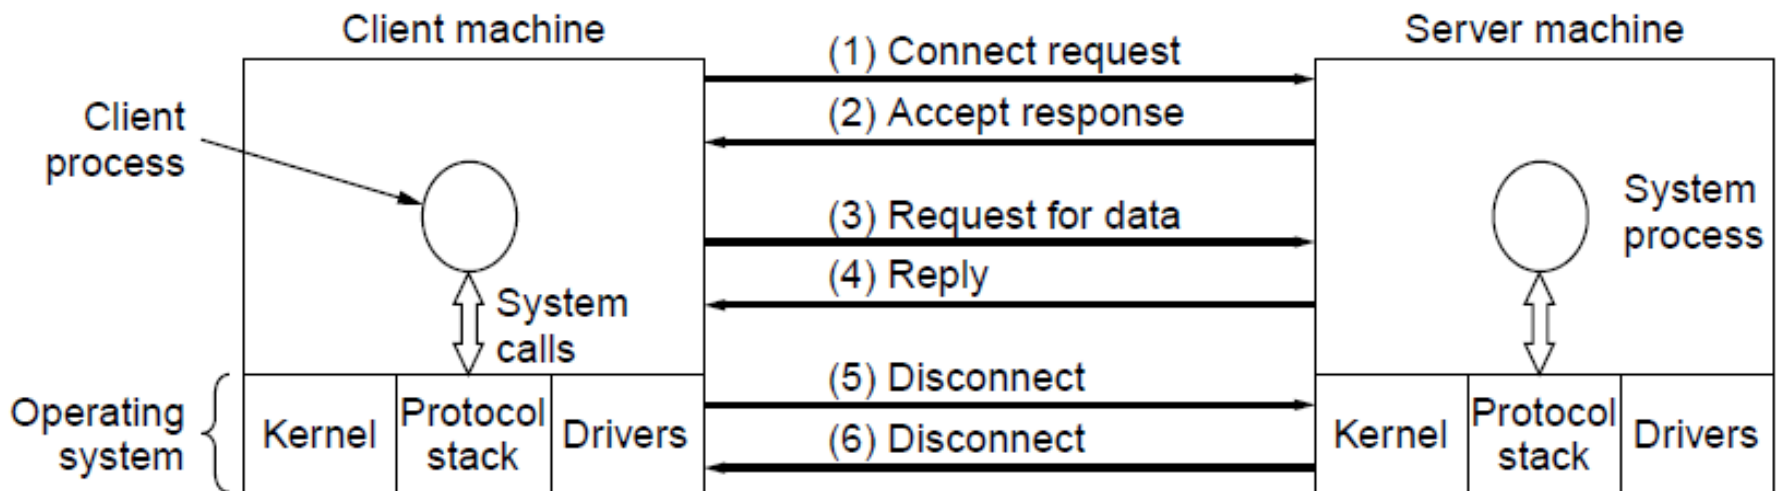 Client machine
Server machine
(1) Connect request
(2) Accept response
Client
process
(3) Request for data
System
process
(4) Reply
System
calls
(5) Disconnect
(6) Disconnect
Operating
system
Kernel
Protocol
stack
Drivers
Kernel
Protocol
stack
Drivers